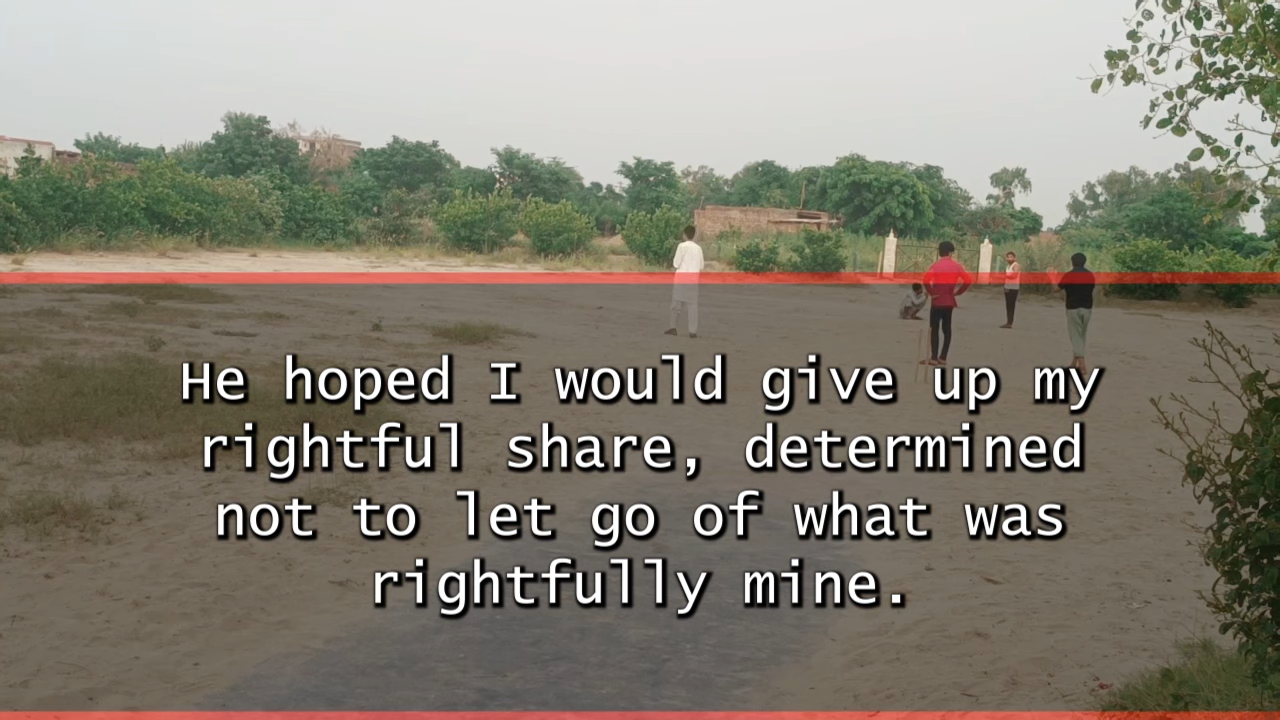 He hoped I would give up my
rightful share, determined
not to let go of what was
rightfully mine.